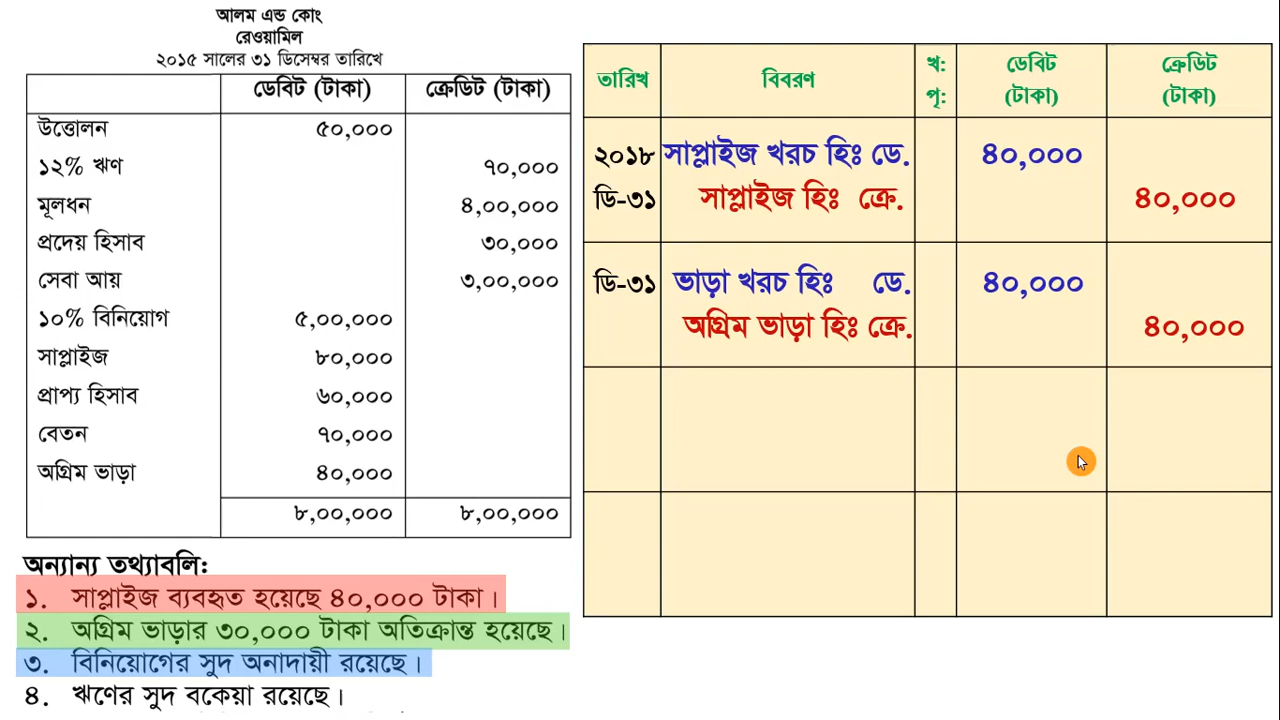 আলম এন্ড কোং
রেওয়ামিল
২০১৫ সালের ৩১ ডিসেম্বর তারিখে
ডেবিট (টাকা) ক্রেডিট (টাকা)
উত্তোলন ৫০,০০০
১২% ঋণ ৭০,০০০
মূলধন ৪,০০,০০০
প্রদেয় হিসাব ৩০,০০০
সেবা আয় ৩,০০,০০০
১০% বিনিয়োগ ৫,০০,০০০
সাপ্লাইজ ৮০,০০০
প্রাপ্য হিসাব ৬০,০০০
বেতন ৭০,০০০
অগ্রিম ভাড়া ৪০,০০০
৮,০০,০০০ ৮,০০,০০০
অন্যান্য তথ্যাবলি:
১. সাপ্লাইজ ব্যবহৃত হয়েছে ৪০,০০০ টাকা।
২. অগ্রিম ভাড়ার ৩০,০০০ টাকা অতিক্রান্ত হয়েছে।
৩. বিনিয়োগের সুদ অনাদায়ী রয়েছে।
৪. ঋণের সুদ বকেয়া রয়েছে।
তারিখ বিবরণ খ: পৃ: ডেবিট (টাকা) ক্রেডিট (টাকা)
২০১৮ সাপ্লাইজ খরচ হিঃ ডে. ৪০,০০০
ডি-৩১ সাপ্লাইজ হিঃ ক্রে. ৪০,০০০
ডি-৩১ ভাড়া খরচ হিঃ ডে. ৪০,০০০
অগ্রিম ভাড়া হিঃ ক্রে. ৪০,০০০